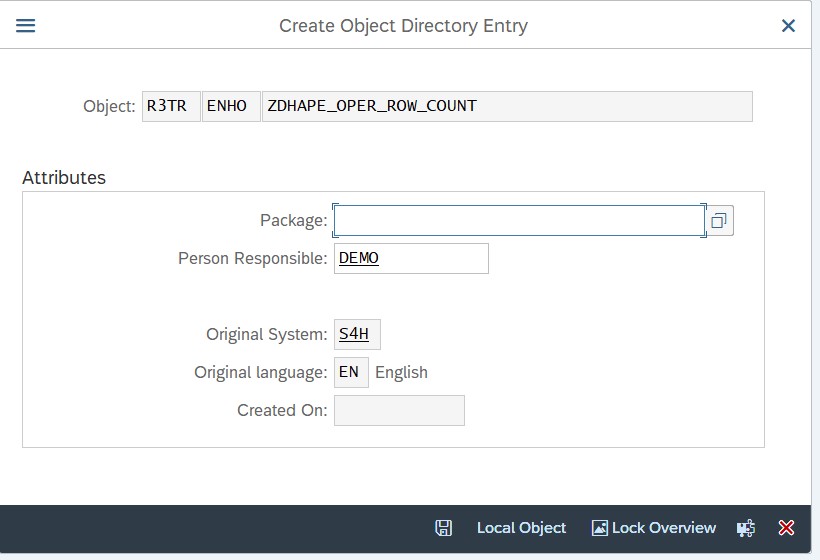 Create Object Directory Entry
Object: R3TR ENHO ZDHAPE_OPER_ROW_COUNT
Attributes
Package:
Person Responsible: DEMO
Original System: S4H
Original language: EN English
Created On:
Local Object Lock Overview